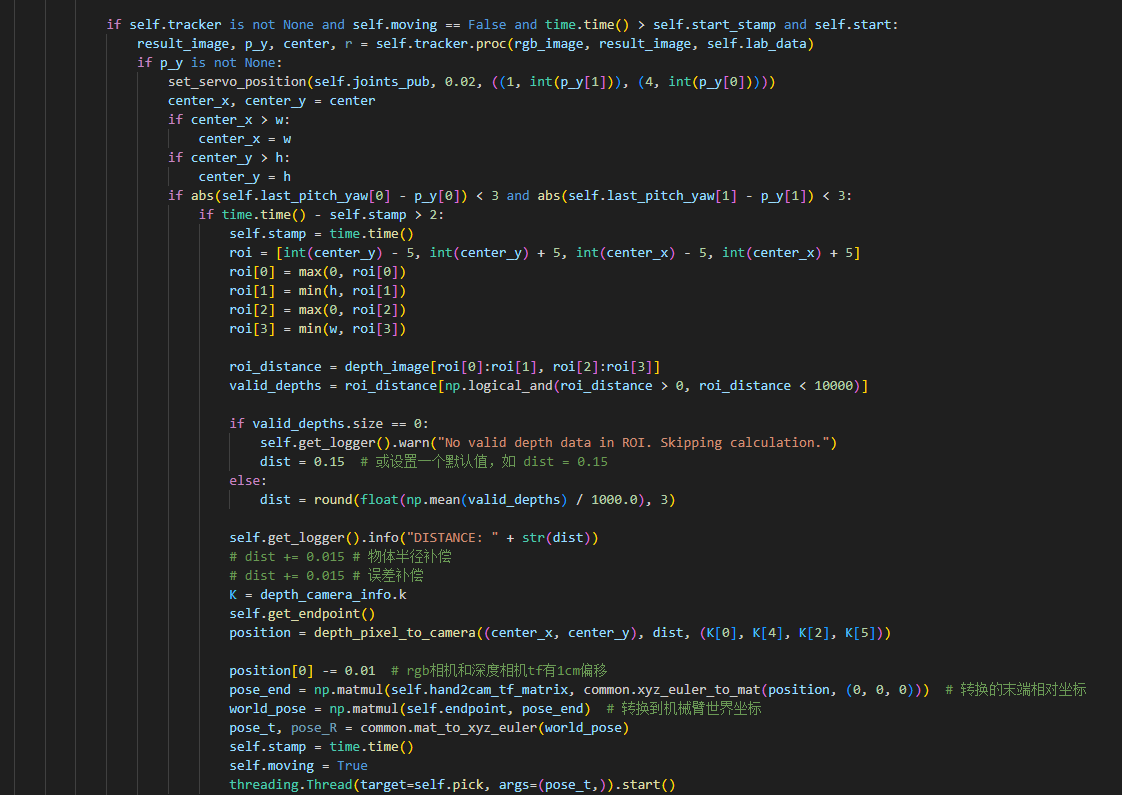 if self.tracker is not None and self.moving == False and time.time() > self.start_stamp and self.start:
result_image, p_y, center, r = self.tracker.proc(rgb_image, result_image, self.lab_data)
if p_y is not None:
set_servo_position(self.joints_pub, 0.02, ((1, int(p_y[1])), (4, int(p_y[0]))))
center_x, center_y = center
if center_x > w:
center_x = w
if center_y > h:
center_y = h
if abs(self.last_pitch_yaw[0] - p_y[0]) < 3 and abs(self.last_pitch_yaw[1] - p_y[1]) < 3:
if time.time() - self.stamp > 2:
self.stamp = time.time()
roi = [int(center_y) - 5, int(center_y) + 5, int(center_x) - 5, int(center_x) + 5]
roi[0] = max(0, roi[0])
roi[1] = min(h, roi[1])
roi[2] = max(0, roi[2])
roi[3] = min(w, roi[3])
roi_distance = depth_image[roi[0]:roi[1], roi[2]:roi[3]]
valid_depths = roi_distance[np.logical_and(roi_distance > 0, roi_distance < 10000)]
if valid_depths.size == 0:
self.get_logger().warn("No valid depth data in ROI. Skipping calculation.")
dist = 0.15  # 或设置一个默认值，如 dist = 0.15
else:
dist = round(float(np.mean(valid_depths) / 1000.0), 3)
self.get_logger().info("DISTANCE: " + str(dist))
# dist += 0.015 # 物体半径补偿
# dist += 0.015 # 误差补偿
K = depth_camera_info.k
self.get_endpoint()
position = depth_pixel_to_camera((center_x, center_y), dist, (K[0], K[4], K[2], K[5]))
position[0] -= 0.01  # rgb相机和深度相机tf有1cm偏移
pose_end = np.matmul(self.hand2cam_tf_matrix, common.xyz_euler_to_mat(position, (0, 0, 0)))  # 转换的末端相对坐标
world_pose = np.matmul(self.endpoint, pose_end)  # 转换到机械臂世界坐标
pose_t, pose_R = common.mat_to_xyz_euler(world_pose)
self.stamp = time.time()
self.moving = True
threading.Thread(target=self.pick, args=(pose_t,)).start()